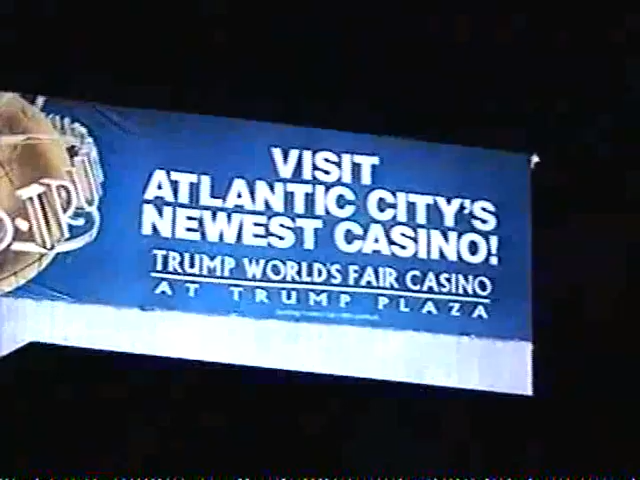 VISIT
ATLANTIC CITY'S
NEWEST CASINO!
TRUMP WORLD'S FAIR CASINO
AT TRUMP PLAZA